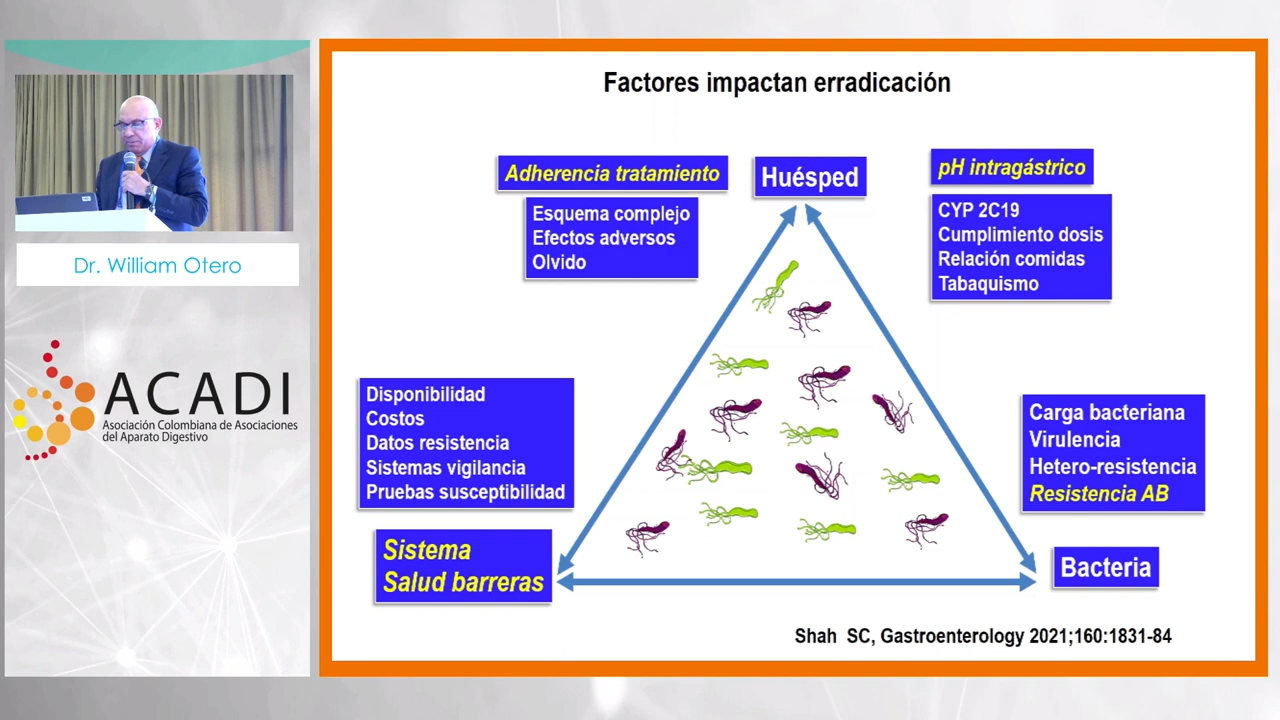 Dr. William Otero
ACADI
Asociación Colombiana de Asociaciones
del Aparato Digestivo
Factores impactan erradicación
Adherencia tratamiento
Esquema complejo
Efectos adversos
Olvido
Huésped
pH intragástrico
CYP 2C19
Cumplimiento dosis
Relación comidas
Tabaquismo
Disponibilidad
Costos
Datos resistencia
Sistemas vigilancia
Pruebas susceptibilidad
Sistema
Salud barreras
Carga bacteriana
Virulencia
Hetero-resistencia
Resistencia AB
Bacteria
Shah SC, Gastroenterology 2021;160:1831-84